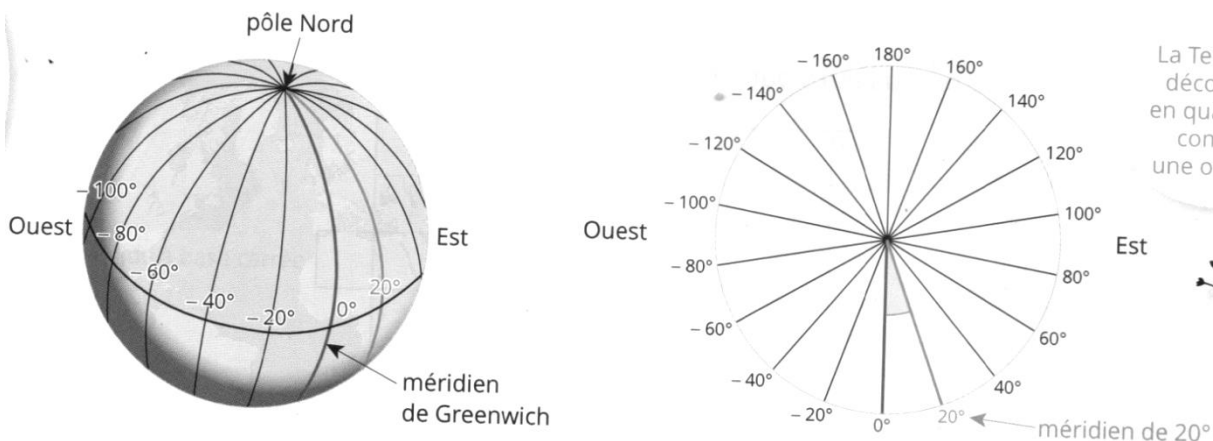 pôle Nord
– 100°
Ouest
– 80°
– 60°
– 40°
– 20°
0°
20°
Est
méridien
de Greenwich
180°
– 160°
160°
– 140°
140°
– 120°
120°
– 100°
100°
Ouest
Est
– 80°
80°
– 60°
60°
– 40°
40°
– 20°
0°
20°
méridien de 20°
La Te
déco
en qua
con
une o